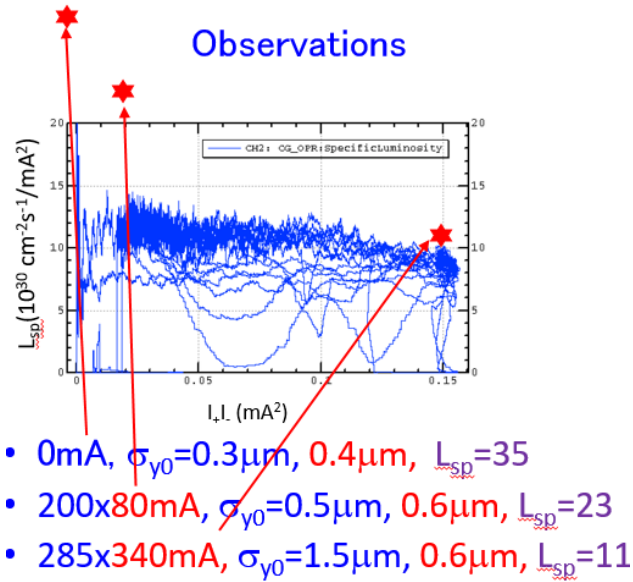 Observations
20
20
CH2: CG_OPR:SpecificLuminosity
15
15
10
10
5
5
0
0
0
0.05
0.1
0.15
Lsp(10³⁰ cm⁻²s⁻¹/mA²)
I₊I₋ (mA²)
• 0mA, σy0=0.3μm, 0.4μm, Lsp=35
• 200x80mA, σy0=0.5μm, 0.6μm, Lsp=23
• 285x340mA, σy0=1.5μm, 0.6μm, Lsp=11